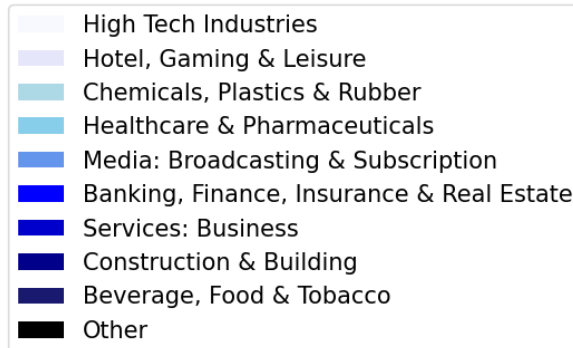 High Tech Industries
Hotel, Gaming & Leisure
Chemicals, Plastics & Rubber
Healthcare & Pharmaceuticals
Media: Broadcasting & Subscription
Banking, Finance, Insurance & Real Estate
Services: Business
Construction & Building
Beverage, Food & Tobacco
Other